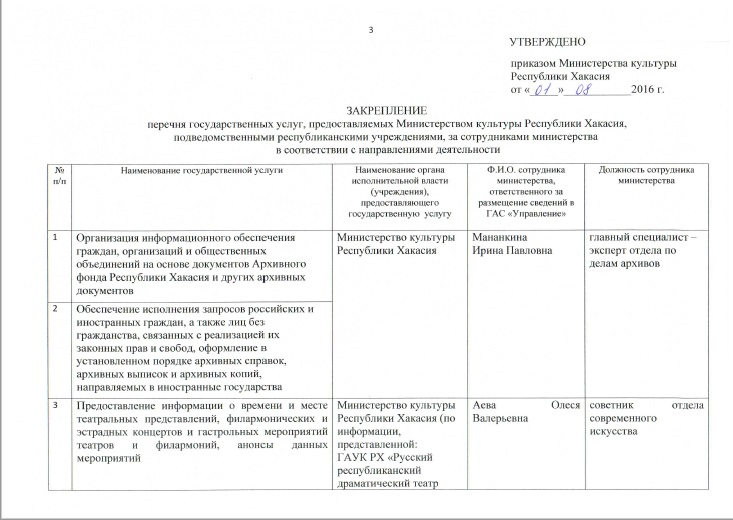 3
УТВЕРЖДЕНО
приказом Министерства культуры
Республики Хакасия
от «01» 08 2016 г.
ЗАКРЕПЛЕНИЕ
перечня государственных услуг, предоставляемых Министерством культуры Республики Хакасия,
подведомственными республиканскими учреждениями, за сотрудниками министерства
в соответствии с направлениями деятельности
№
п/п
Наименование государственной услуги
Наименование органа
исполнительной власти
(учреждения),
предоставляющего
государственную услугу
Ф.И.О. сотрудника
министерства,
ответственного за
размещение сведений в
ГАС «Управление»
Должность сотрудника
министерства
1
Организация информационного обеспечения
граждан, организаций и общественных
объединений на основе документов Архивного
фонда Республики Хакасия и других архивных
документов
Министерство культуры
Республики Хакасия
Мананкина
Ирина Павловна
главный специалист –
эксперт отдела по
делам архивов
2
Обеспечение исполнения запросов российских и
иностранных граждан, а также лиц без
гражданства, связанных с реализацией их
законных прав и свобод, оформление в
установленном порядке архивных справок,
архивных выписок и архивных копий,
направляемых в иностранные государства
3
Предоставление информации о времени и месте
театральных представлений, филармонических и
эстрадных концертов и гастрольных мероприятий
театров и филармоний, анонсы данных
мероприятий
Министерство культуры
Республики Хакасия (по
информации,
представленной:
ГАУК РХ «Русский
республиканский
драматический театр
Аева Олеся
Валерьевна
советник отдела
современного
искусства